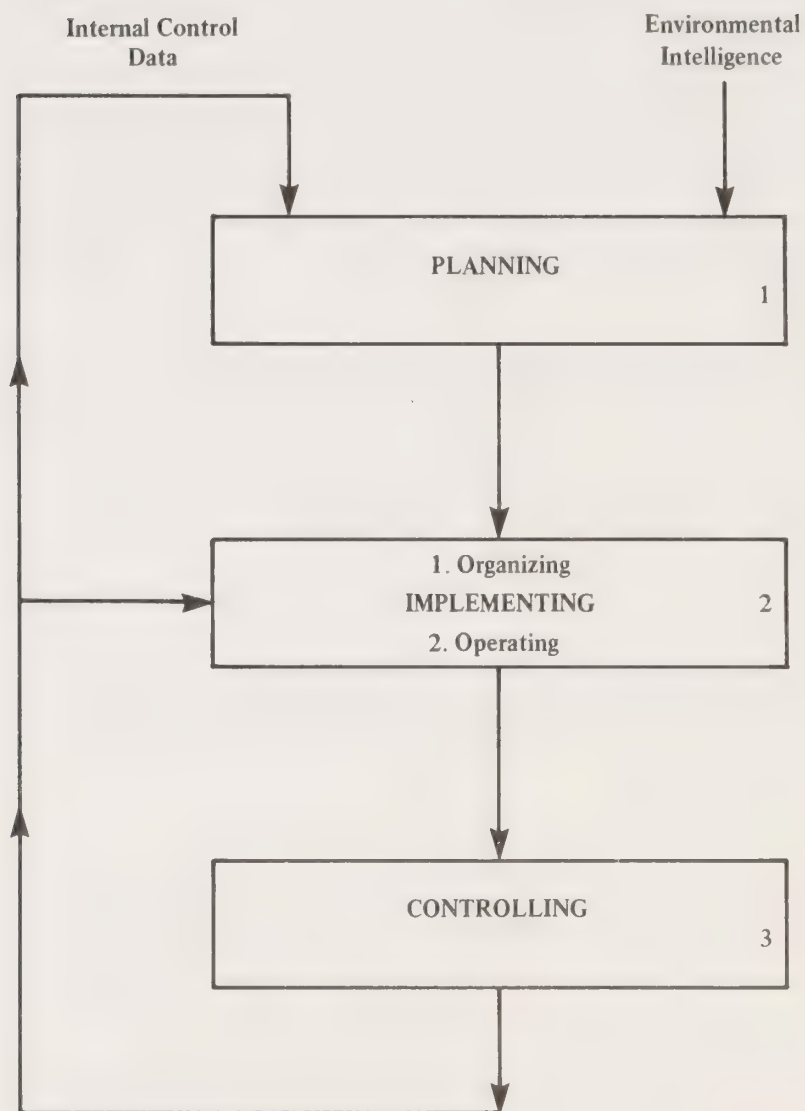 Internal Control
Data
Environmental
Intelligence
PLANNING
1
1. Organizing
IMPLEMENTING
2
2. Operating
CONTROLLING
3